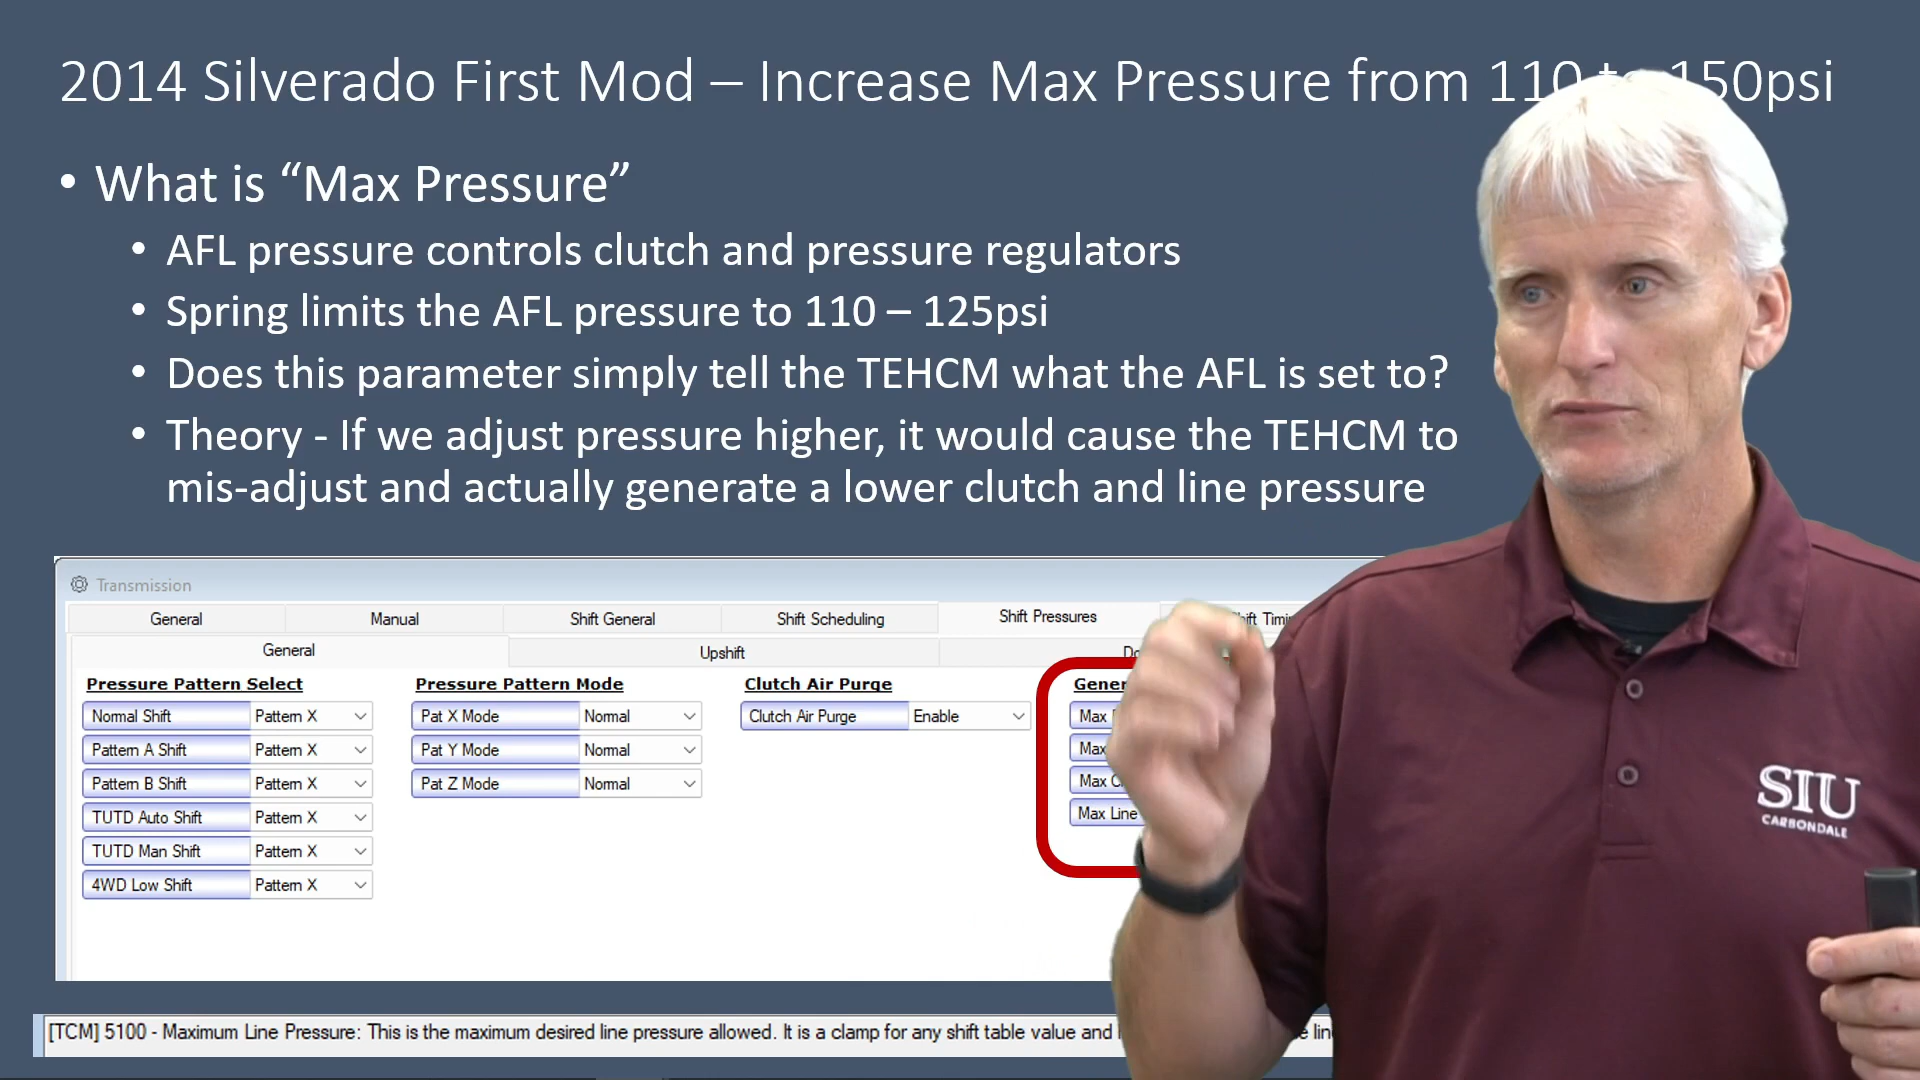 2014 Silverado First Mod – Increase Max Pressure from 110 to 150psi
• What is “Max Pressure”
• AFL pressure controls clutch and pressure regulators
• Spring limits the AFL pressure to 110 – 125psi
• Does this parameter simply tell the TEHCM what the AFL is set to?
• Theory - If we adjust pressure higher, it would cause the TEHCM to
mis-adjust and actually generate a lower clutch and line pressure
Transmission
General Manual Shift General Shift Scheduling Shift Pressures
General Upshift
Pressure Pattern Select Pressure Pattern Mode Clutch Air Purge
Normal Shift Pattern X Pat X Mode Normal Clutch Air Purge Enable Max
Pattern A Shift Pattern X Pat Y Mode Normal Max
Pattern B Shift Pattern X Pat Z Mode Normal Max
TUTD Auto Shift Pattern X Max Line
TUTD Man Shift Pattern X
4WD Low Shift Pattern X
SIU
CARBONDALE
[TCM] 5100 - Maximum Line Pressure: This is the maximum desired line pressure allowed. It is a clamp for any shift table value and